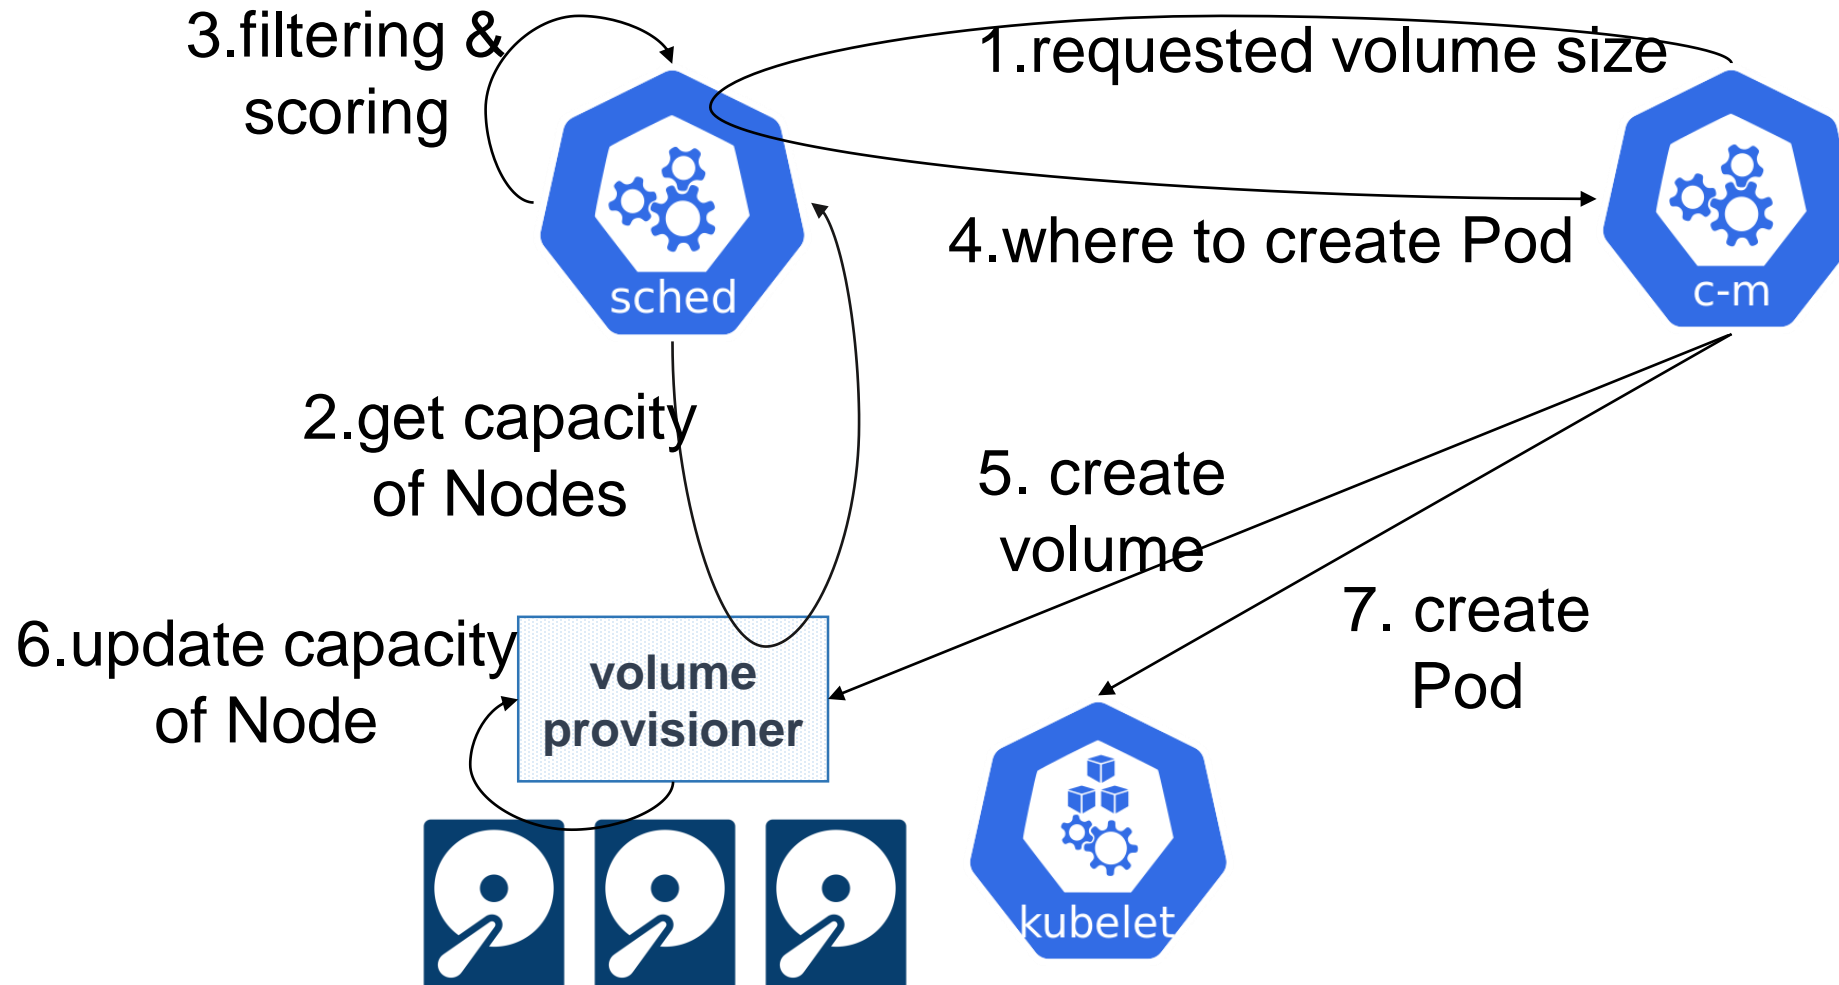 3.filtering &
scoring
1.requested volume size
sched
4.where to create Pod
c-m
2.get capacity
of Nodes
5. create
volume
6.update capacity
of Node
volume
provisioner
7. create
Pod
kubelet